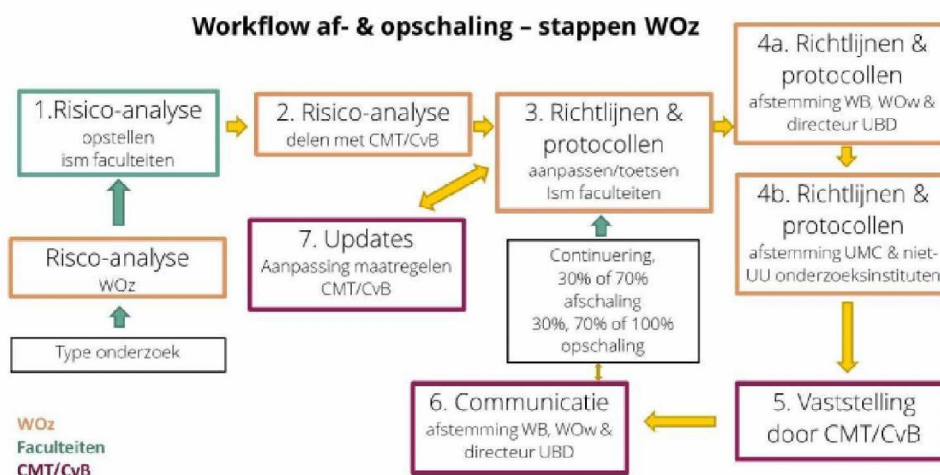 Workflow af- & opschaling – stappen WOz
1.Risico-analyse
opstellen
ism faculteiten
2. Risico-analyse
delen met CMT/CvB
3. Richtlijnen &
protocollen
aanpassen/toetsen
Ism faculteiten
4a. Richtlijnen &
protocollen
afstemming WB, WOw &
directeur UBD
4b. Richtlijnen &
protocollen
afstemming UMC & niet-
UU onderzoeksinstituten
5. Vaststelling
door CMT/CvB
6. Communicatie
afstemming WB, WOw &
directeur UBD
Continuering,
30% of 70%
afschaling
30%, 70% of 100%
opschaling
7. Updates
Aanpassing maatregelen
CMT/CvB
Risco-analyse
WOz
Type onderzoek
WOz
Faculteiten
CMT/CvB